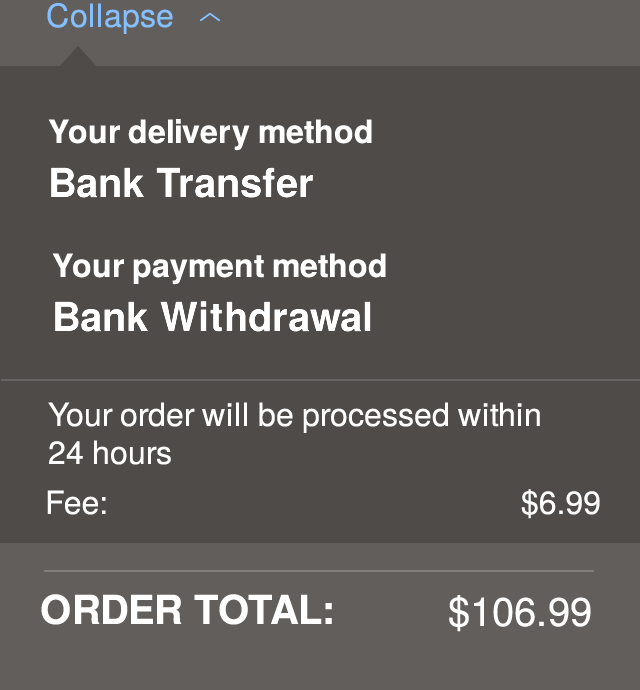 Collapse
Your delivery method
Bank Transfer
Your payment method
Bank Withdrawal
Your order will be processed within
24 hours
Fee: $6.99
ORDER TOTAL: $106.99